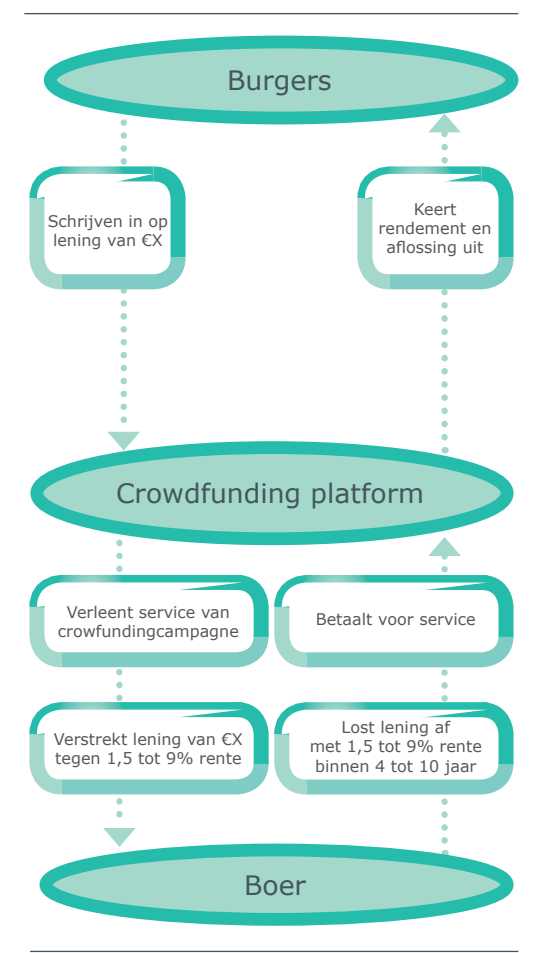 Burgers
Schrijven in op
lening van €X
Keert
rendement en
aflossing uit
Crowdfunding platform
Verleent service van
crowfundingcampagne
Betaalt voor service
Verstrekt lening van €X
tegen 1,5 tot 9% rente
Lost lening af
met 1,5 tot 9% rente
binnen 4 tot 10 jaar
Boer